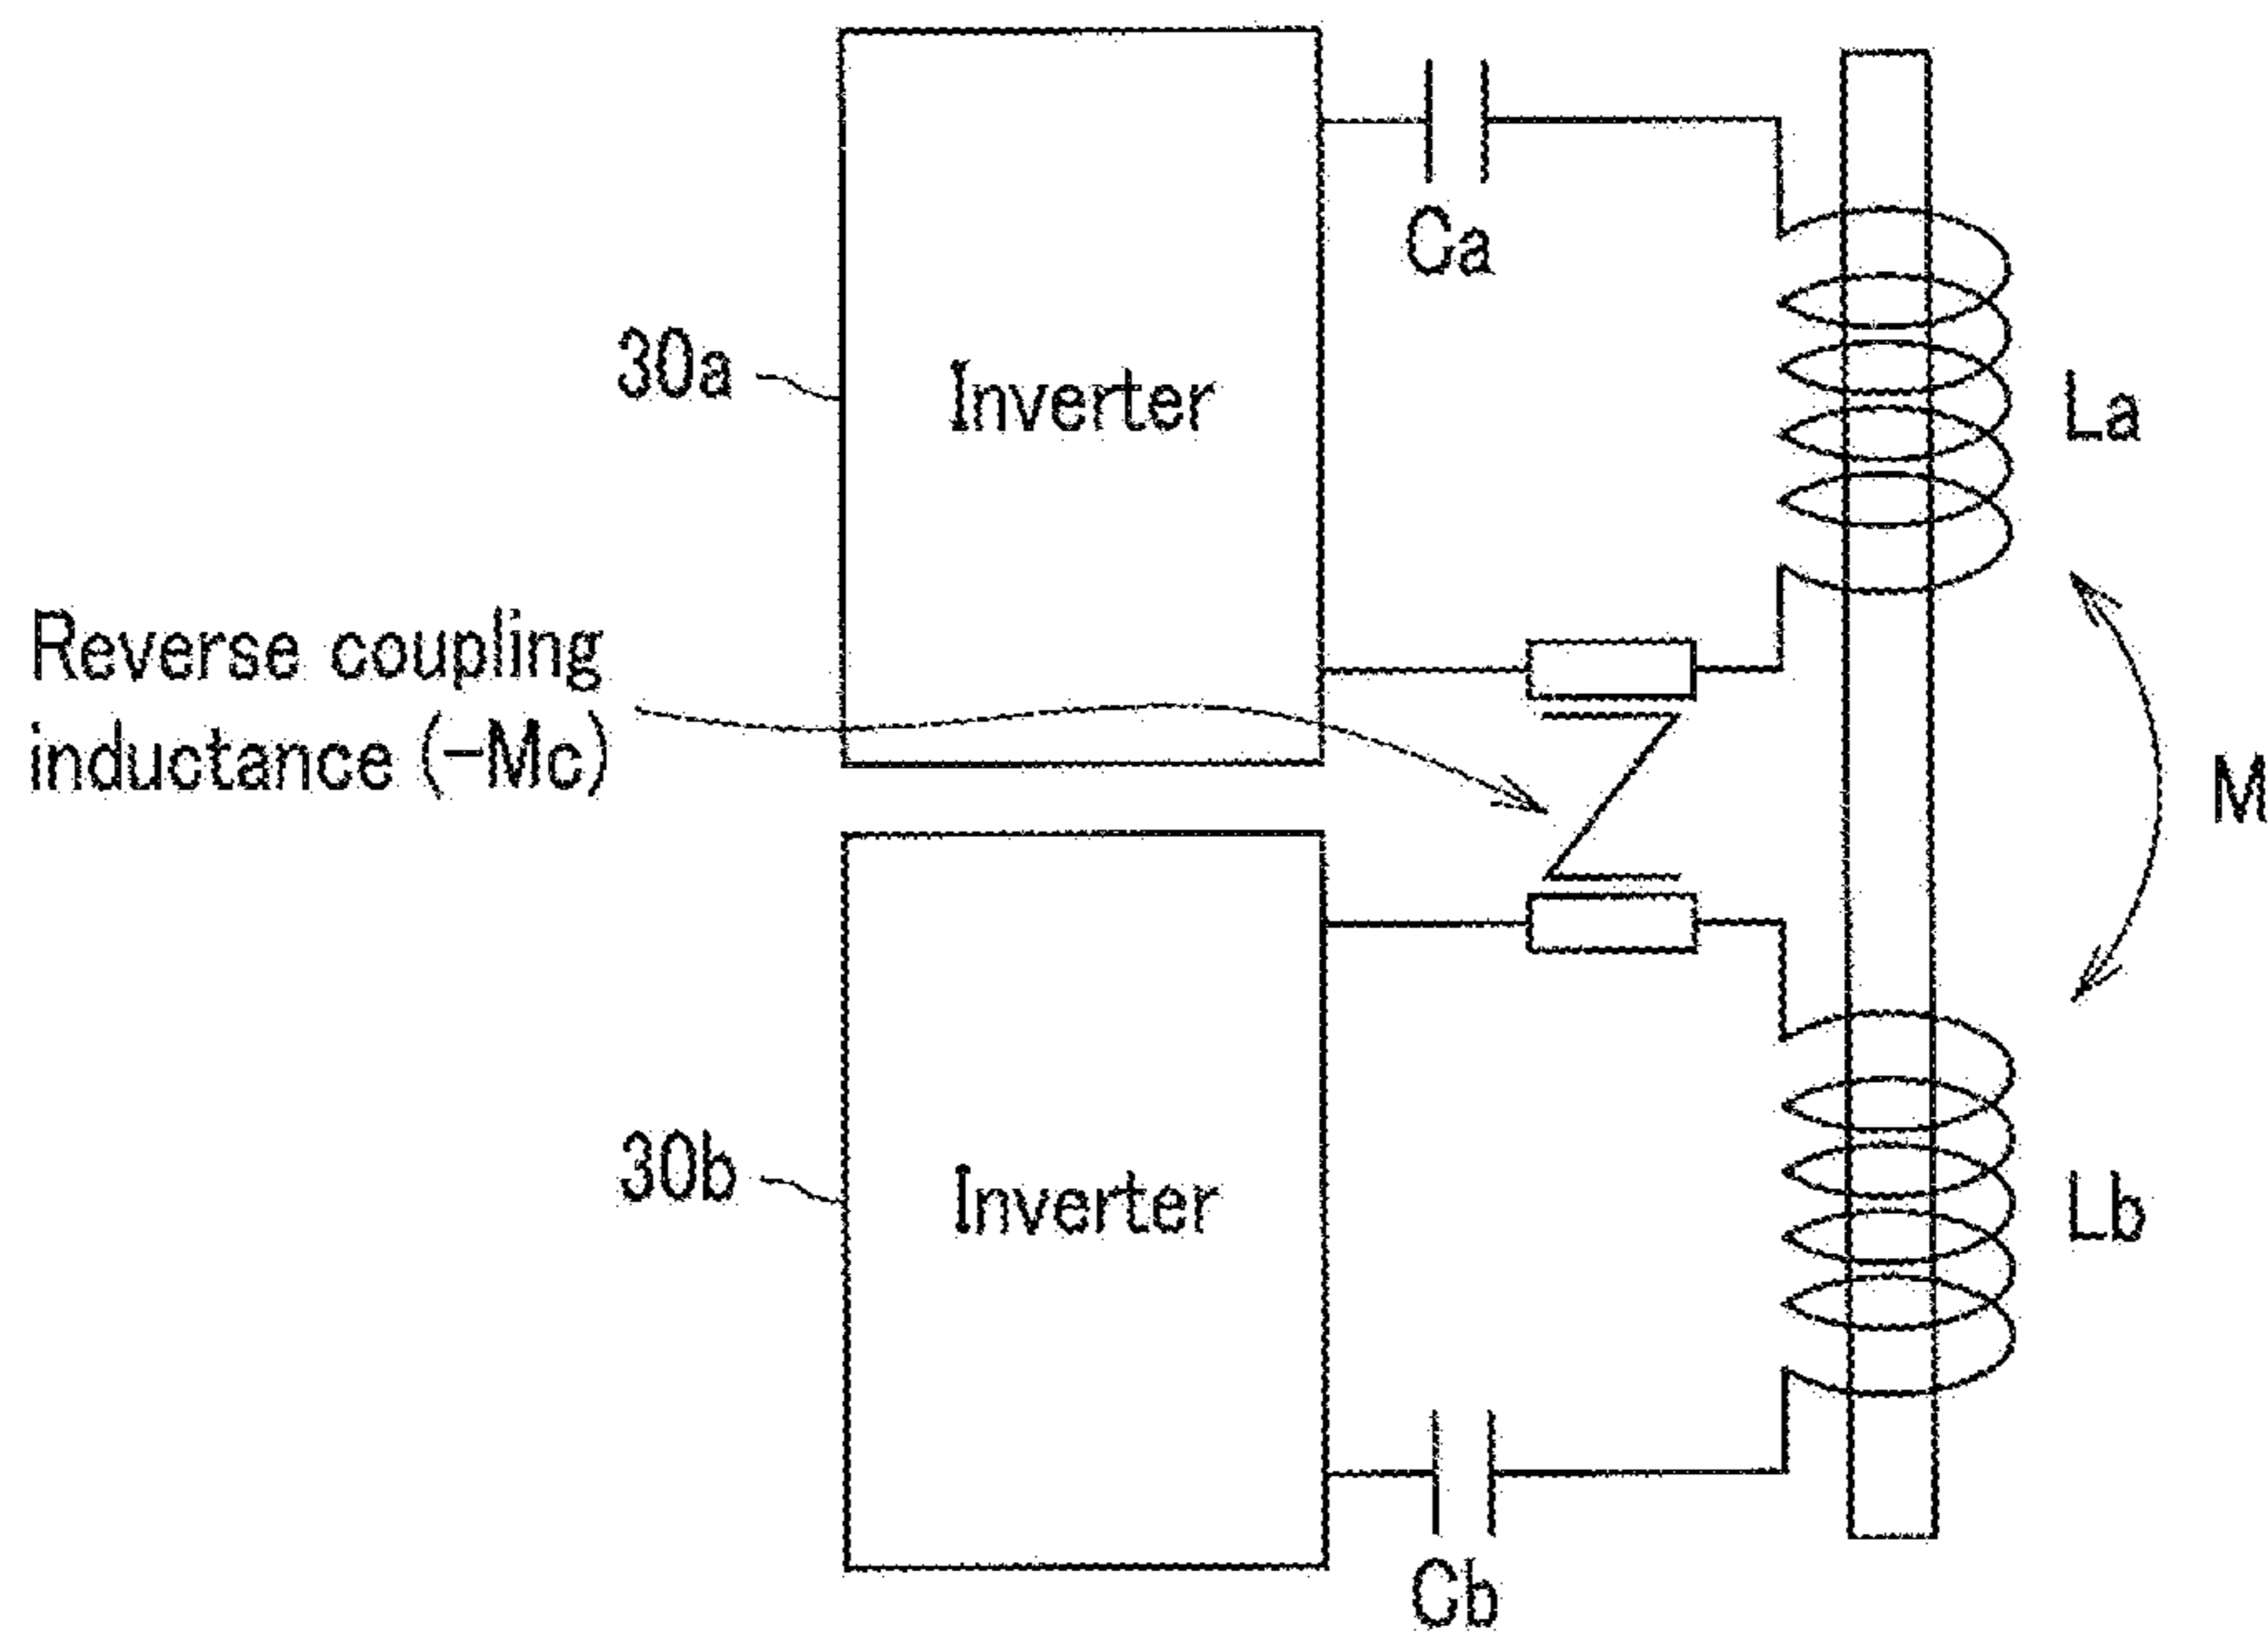 Ca
30a
Inverter
La
Reverse coupling
inductance (-Mc)
M
30b
Inverter
Lb
Cb